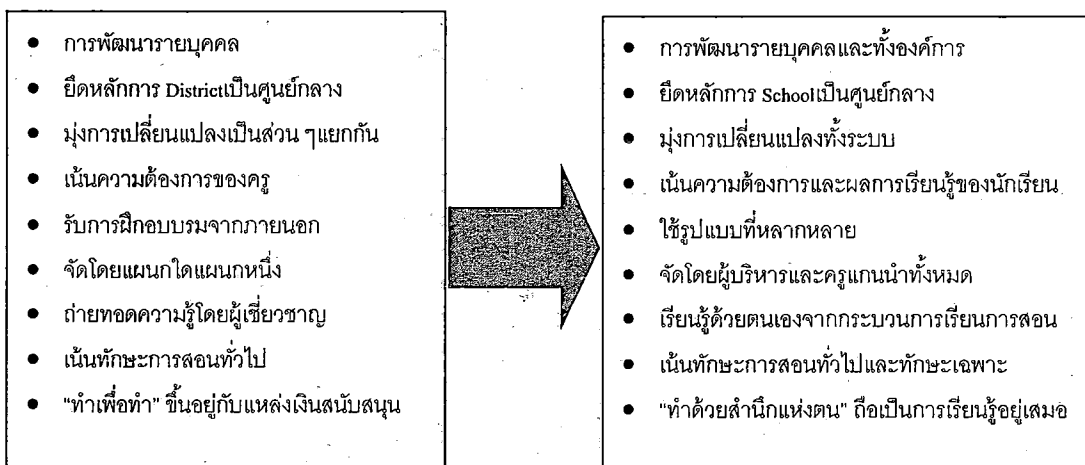 • การพัฒนารายบุคคล
• ยึดหลักการ Districtเป็นศูนย์กลาง
• มุ่งการเปลี่ยนแปลงเป็นส่วน ๆแยกกัน
• เน้นความต้องการของครู
• รับการฝึกอบบรมจากภายนอก
• จัดโดยแผนกใดแผนกหนึ่ง
• ถ่ายทอดความรู้โดยผู้เชี่ยวชาญ
• เน้นทักษะการสอนทั่วไป
• "ทำเพื่อทำ" ขึ้นอยู่กับแหล่งเงินสนับสนุน
• การพัฒนารายบุคคลและทั้งองค์การ
• ยึดหลักการ Schoolเป็นศูนย์กลาง
• มุ่งการเปลี่ยนแปลงทั้งระบบ
• เน้นความต้องการและผลการเรียนรู้ของนักเรียน
• ใช้รูปแบบที่หลากหลาย
• จัดโดยผู้บริหารและครูแกนนำทั้งหมด
• เรียนรู้ด้วยตนเองจากกระบวนการเรียนการสอน
• เน้นทักษะการสอนทั่วไปและทักษะเฉพาะ
• "ทำด้วยสำนึกแห่งตน" ถือเป็นการเรียนรู้อยู่เสมอ